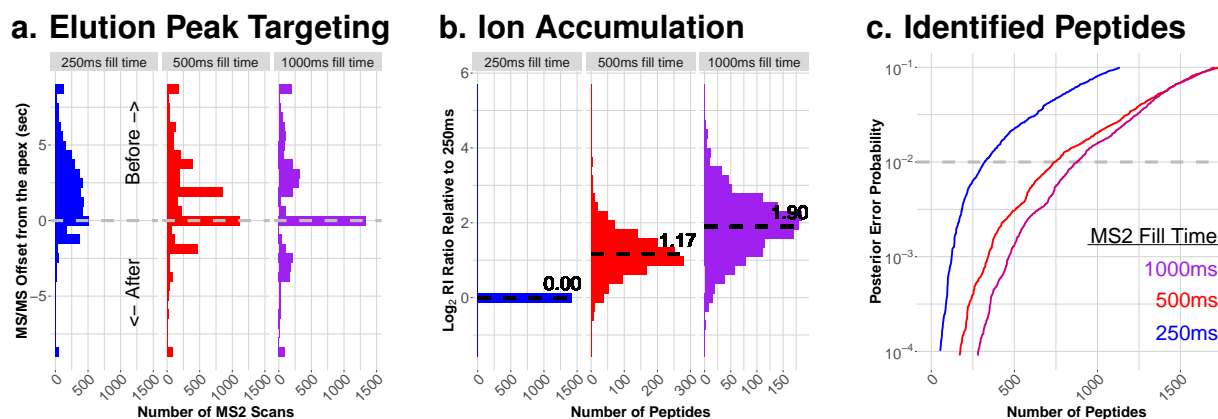 a. Elution Peak Targeting
250ms fill time
500ms fill time
1000ms fill time
MS/MS Offset from the apex (sec)
5
0
−5
Before −>
<− After
0
500
1000
1500
0
500
1000
1500
0
500
1000
1500
Number of MS2 Scans
b. Ion Accumulation
250ms fill time
500ms fill time
1000ms fill time
Log2 RI Ratio Relative to 250ms
6
4
2
0
0.00
1.17
1.90
0
500
1000
1500
0
100
200
300
0
50
100
150
Number of Peptides
c. Identified Peptides
Posterior Error Probability
10−1
10−2
10−3
10−4
MS2 Fill Time
1000ms
500ms
250ms
0
500
1000
1500
Number of Peptides